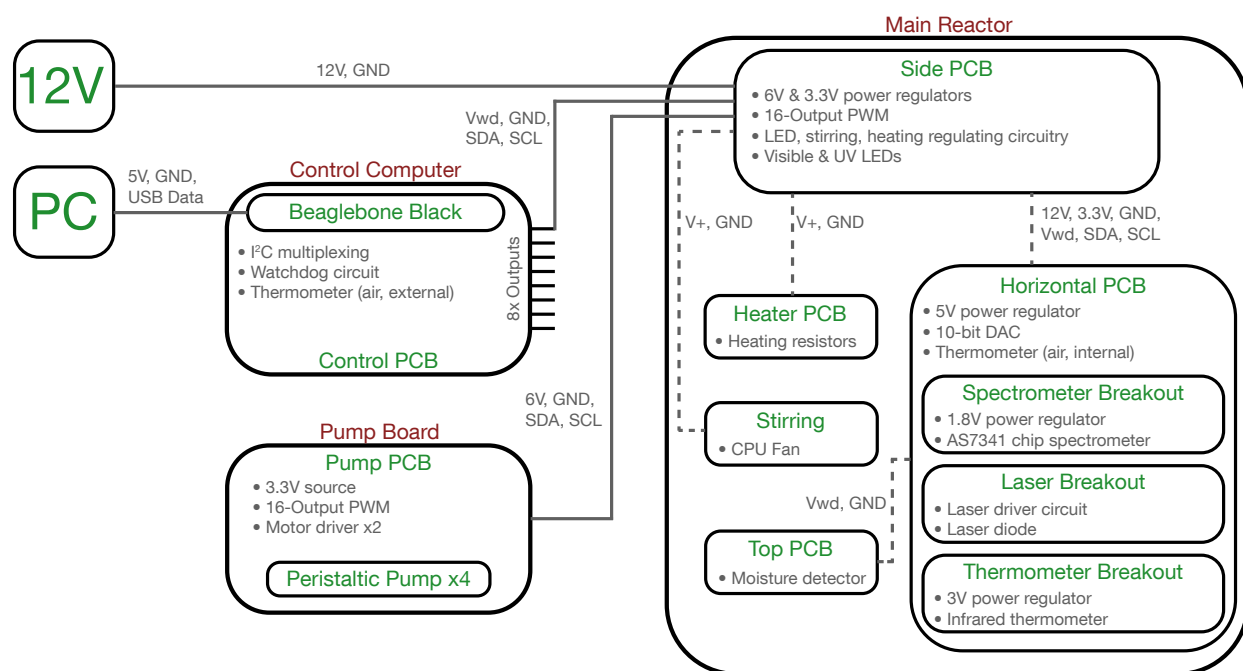 Main Reactor
12V
12V, GND
Side PCB
• 6V & 3.3V power regulators
• 16-Output PWM
• LED, stirring, heating regulating circuitry
• Visible & UV LEDs
Vwd, GND,
SDA, SCL
PC
5V, GND,
USB Data
Control Computer
Beaglebone Black
• I²C multiplexing
• Watchdog circuit
• Thermometer (air, external)
8x Outputs
Control PCB
V+, GND
V+, GND
12V, 3.3V, GND,
Vwd, SDA, SCL
Heater PCB
• Heating resistors
Horizontal PCB
• 5V power regulator
• 10-bit DAC
• Thermometer (air, internal)
6V, GND,
SDA, SCL
Stirring
• CPU Fan
Spectrometer Breakout
• 1.8V power regulator
• AS7341 chip spectrometer
Pump Board
Pump PCB
• 3.3V source
• 16-Output PWM
• Motor driver x2
Peristaltic Pump x4
Vwd, GND
Laser Breakout
• Laser driver circuit
• Laser diode
Top PCB
• Moisture detector
Thermometer Breakout
• 3V power regulator
• Infrared thermometer